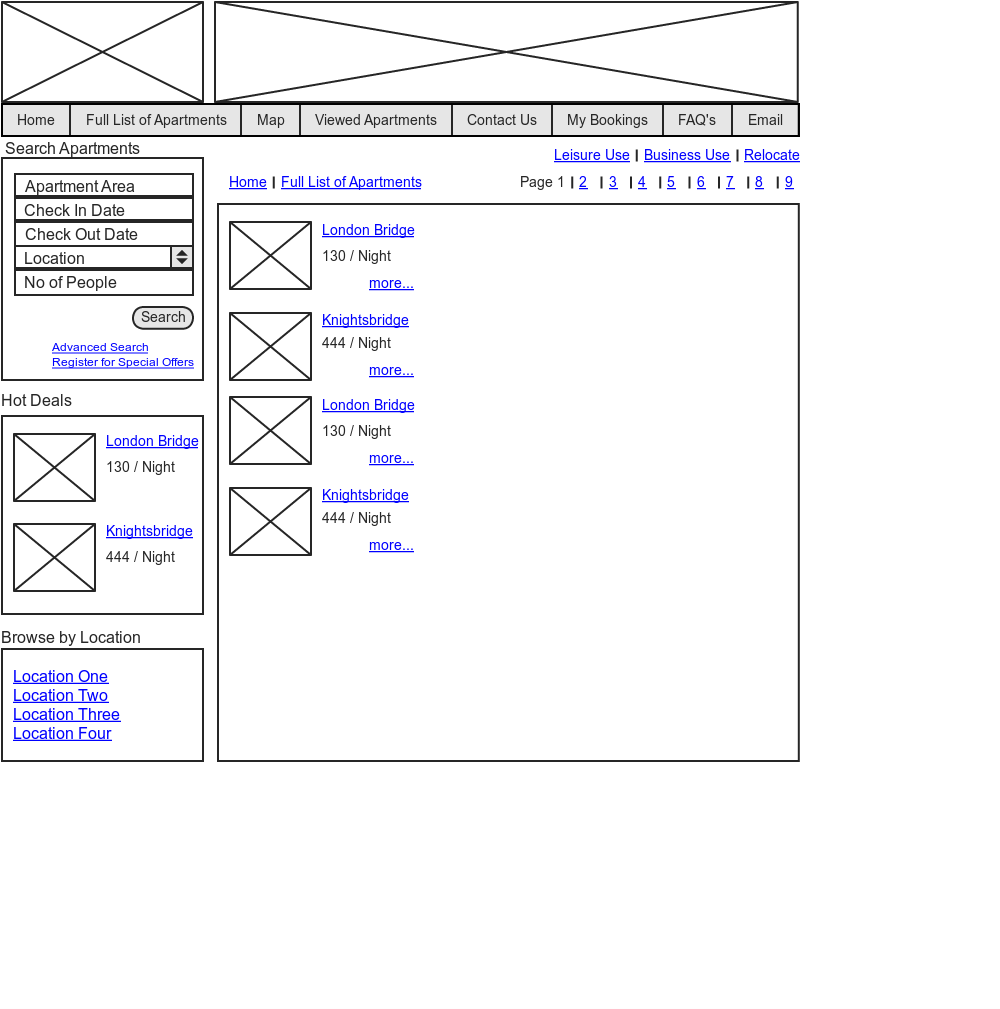 Home Full List of Apartments Map Viewed Apartments Contact Us My Bookings FAQ's Email
Search Apartments
Apartment Area
Check In Date
Check Out Date
Location
No of People
Search
Advanced Search
Register for Special Offers
Hot Deals
London Bridge
130 / Night
Knightsbridge
444 / Night
Browse by Location
Location One
Location Two
Location Three
Location Four
Leisure Use | Business Use | Relocate
Home | Full List of Apartments
Page 1 | 2 | 3 | 4 | 5 | 6 | 7 | 8 | 9
London Bridge
130 / Night
more...
Knightsbridge
444 / Night
more...
London Bridge
130 / Night
more...
Knightsbridge
444 / Night
more...